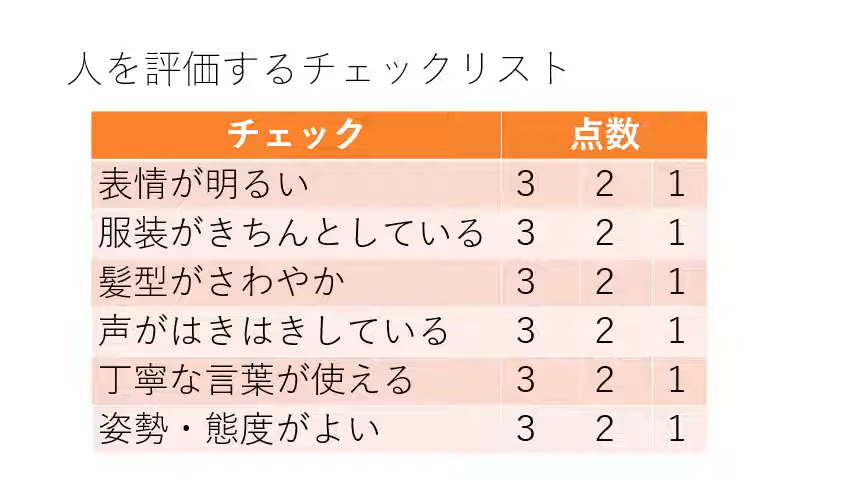 人を評価するチェックリスト
チェック 点数
表情が明るい 3 2 1
服装がきちんとしている 3 2 1
髪型がさわやか 3 2 1
声がはきはきしている 3 2 1
丁寧な言葉が使える 3 2 1
姿勢・態度がよい 3 2 1